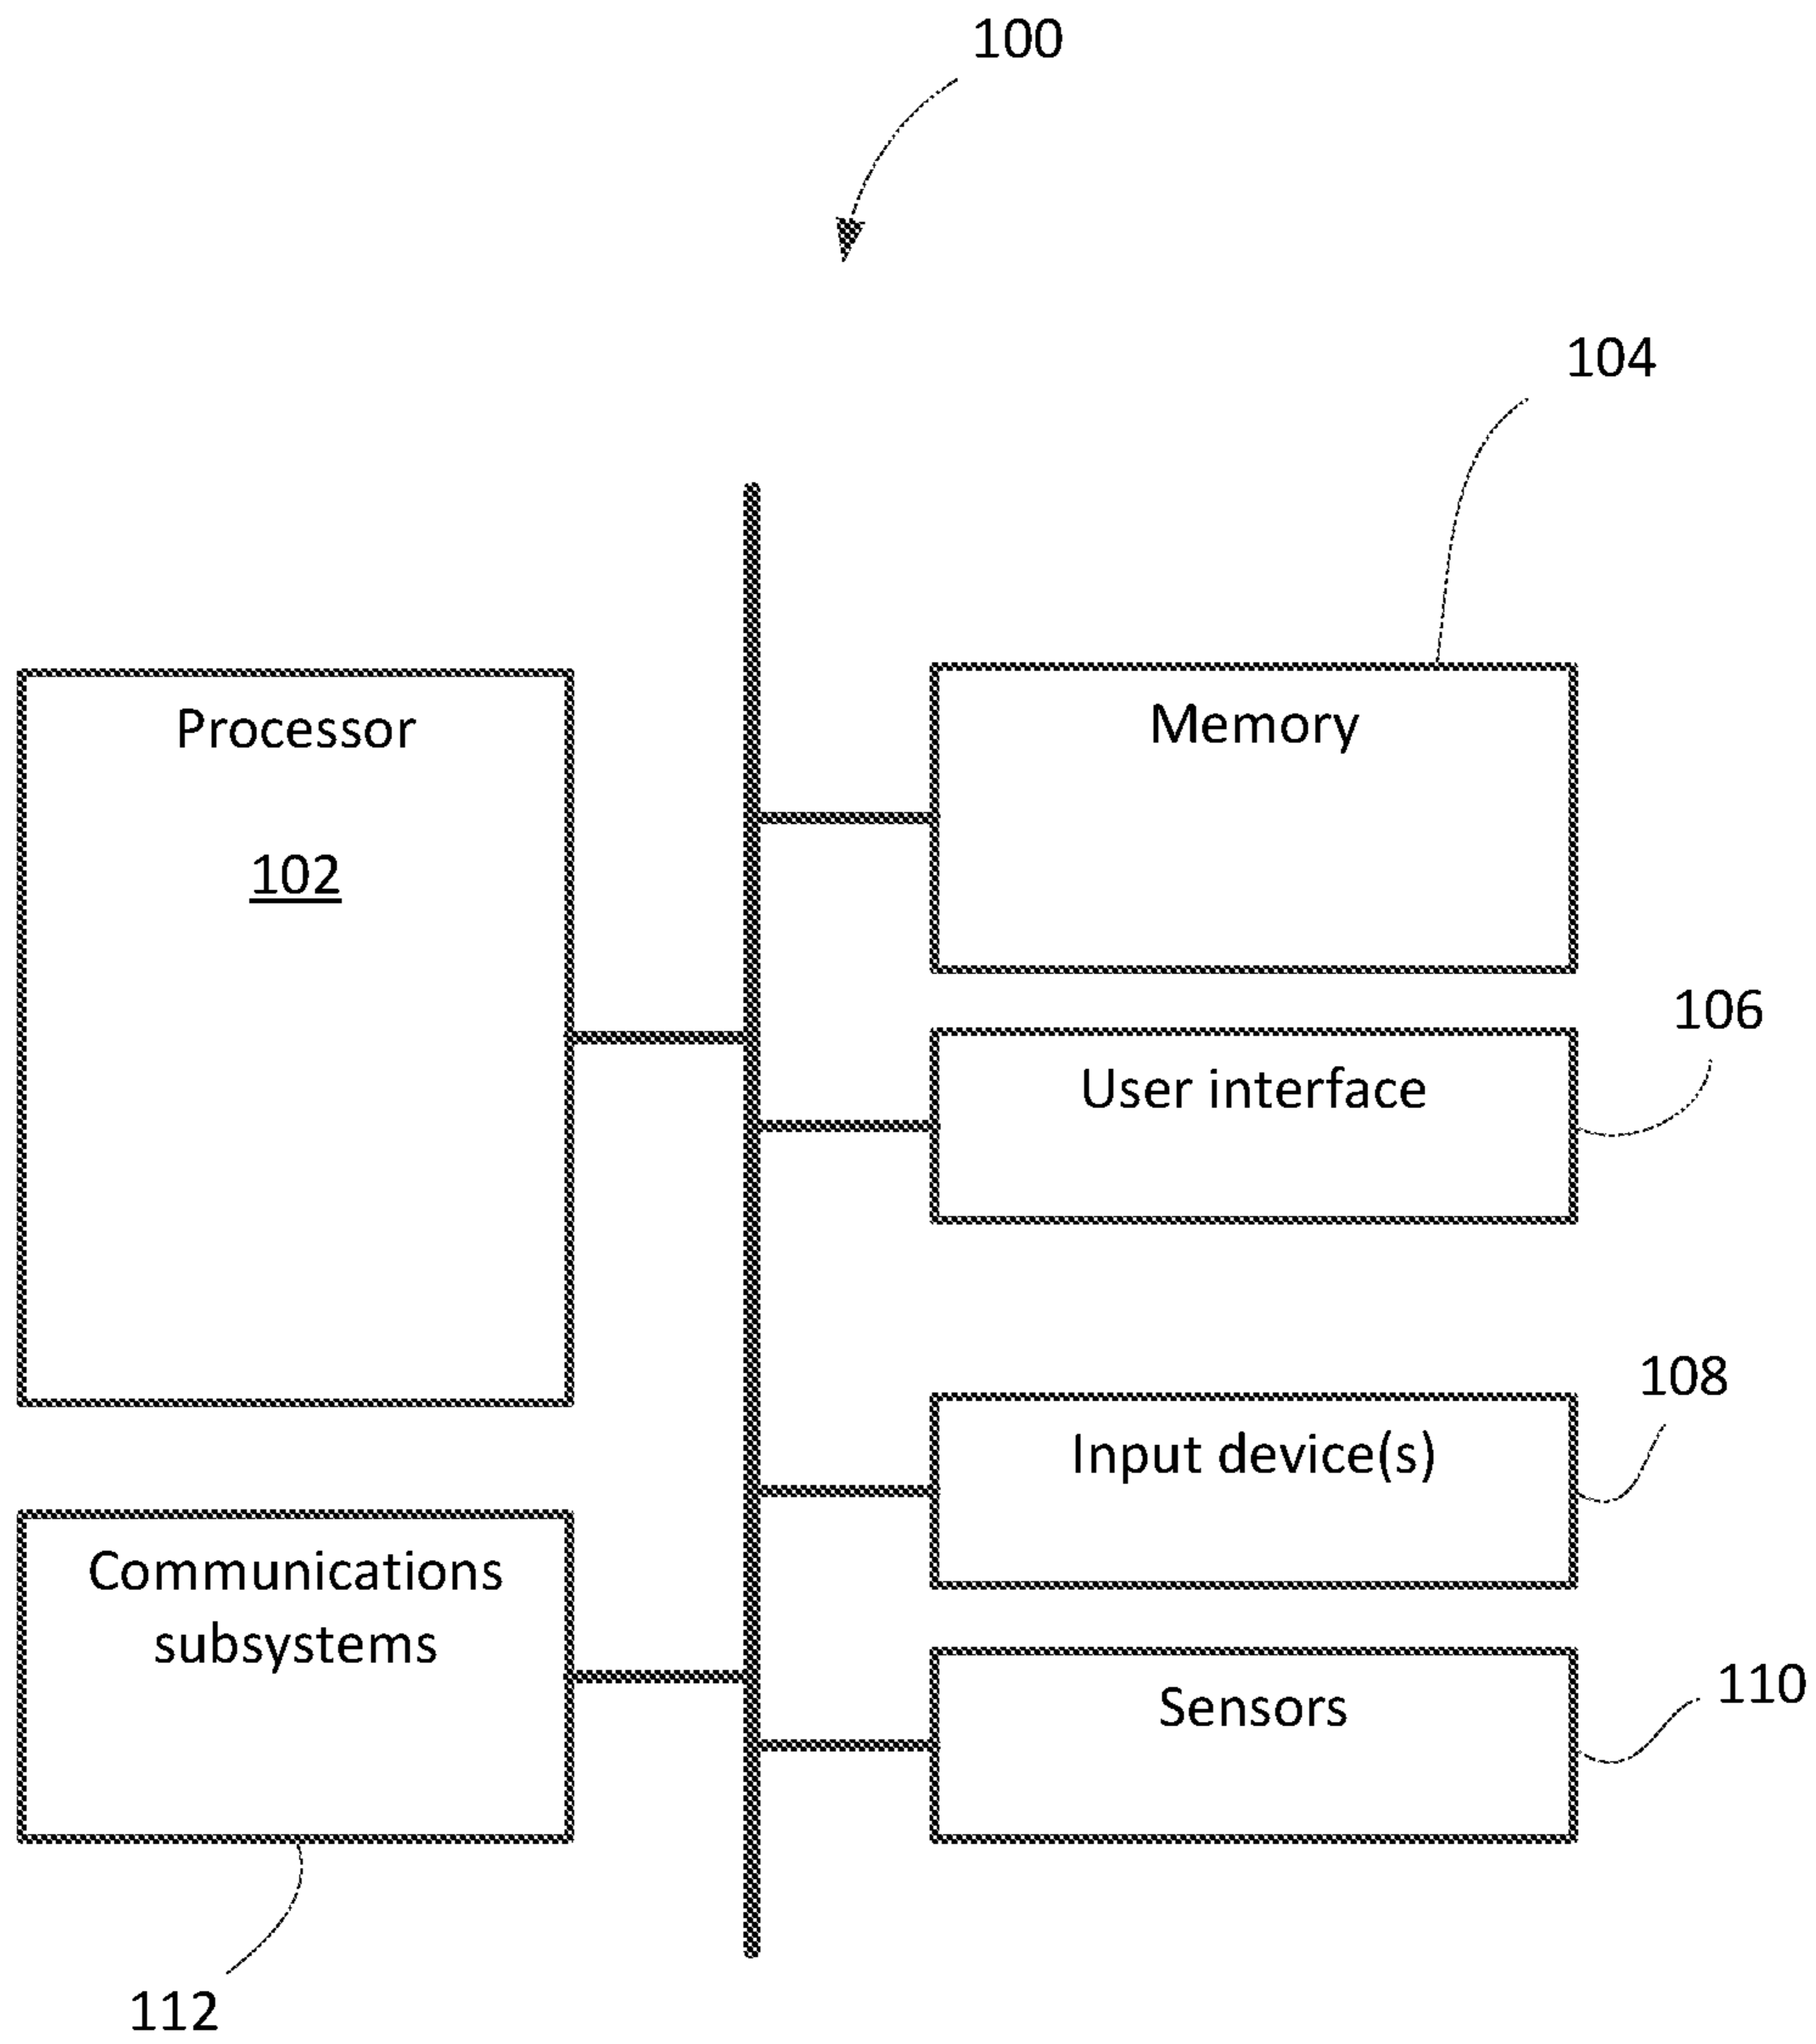 100
104
Processor
102
Memory
106
User interface
108
Input device(s)
Communications
subsystems
110
Sensors
112